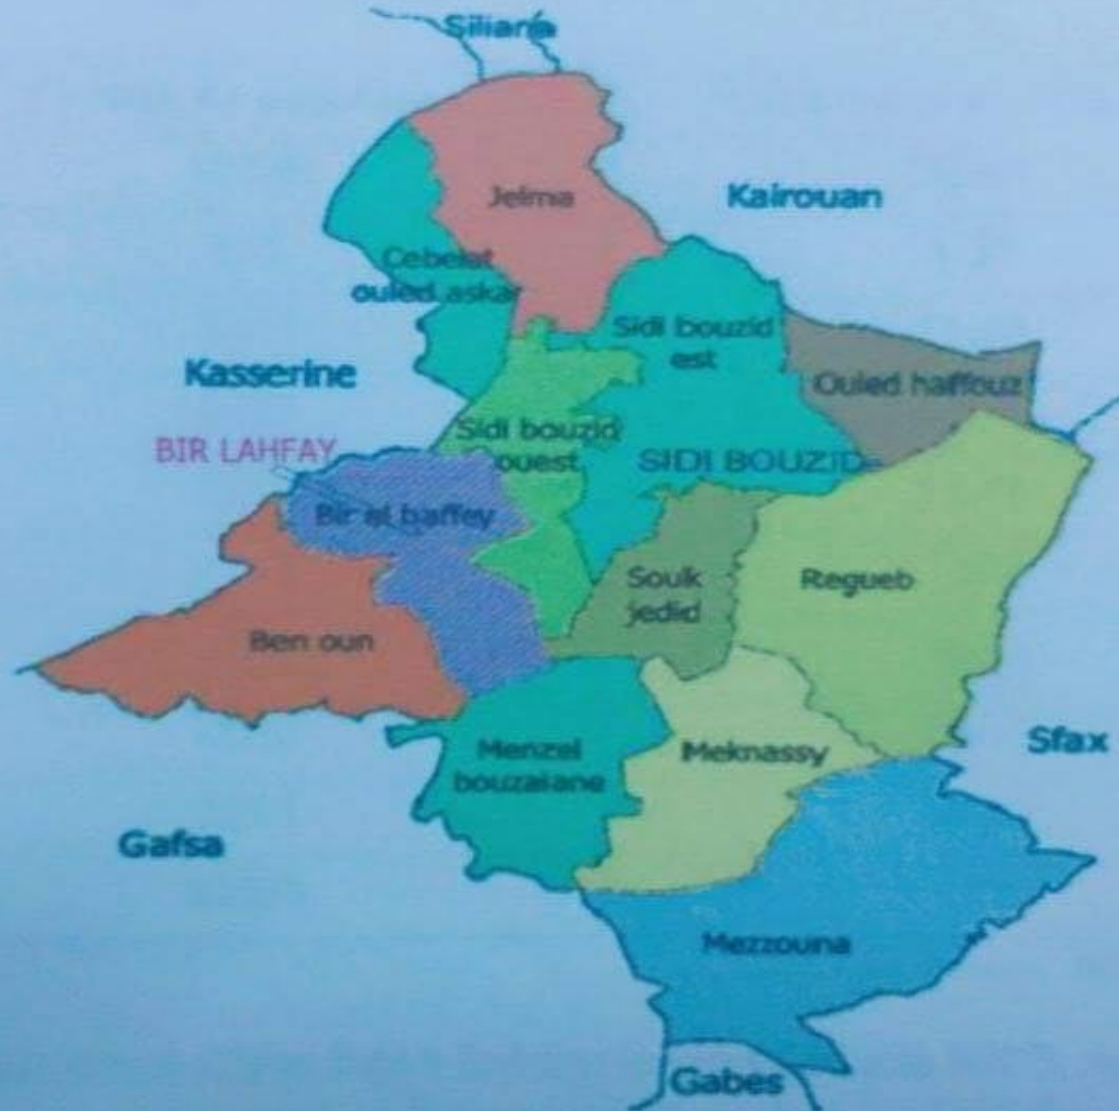 Siliana
Jelma
Kairouan
Cebelat
ouled aska
Sidi bouzid
est
Kasserine
Ouled haffouz
Sidi bouzid
ouest
BIR LAHFAY
SIDI BOUZID
Bir el haffey
Souk
jedid
Regueb
Ben oun
Menzel
bouzaiane
Meknassy
Sfax
Gafsa
Mezzouna
Gabes